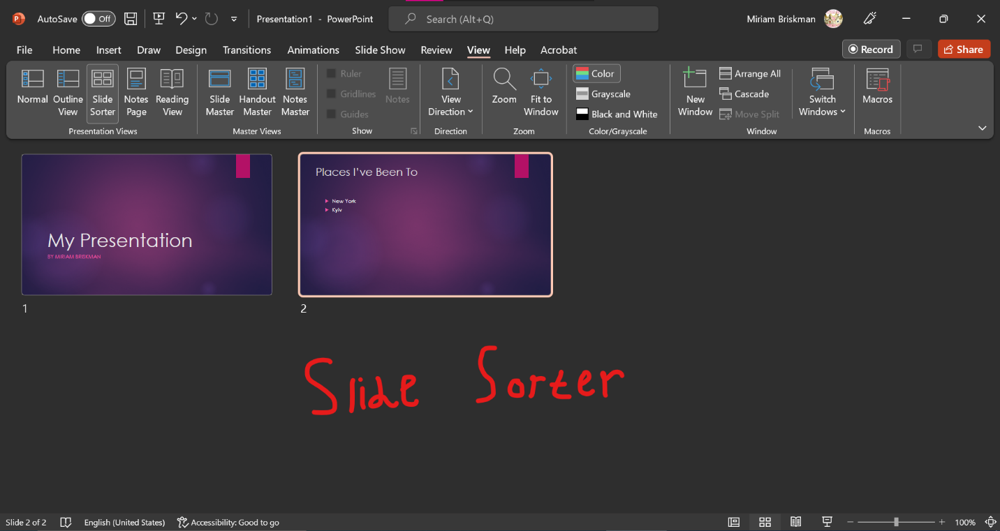 AutoSave Off Presentation1 - PowerPoint Search (Alt+Q) Miriam Briskman
File Home Insert Draw Design Transitions Animations Slide Show Review View Help Acrobat Record Share
Normal
Outline
View
Slide
Sorter
Notes
Page
Reading
View
Presentation Views
Slide
Master
Handout
Master
Notes
Master
Master Views
Ruler
Gridlines
Guides
Notes
Show
View
Direction
Direction
Zoom
Fit to
Window
Zoom
Color
Grayscale
Black and White
Color/Grayscale
New
Window
Arrange All
Cascade
Move Split
Switch
Windows
Window
Macros
Macros
My Presentation
BY MIRIAM BRISKMAN
1
Places I've Been To
New York
Kyiv
2
Slide Sorter
Slide 2 of 2 English (United States) Accessibility: Good to go 100%